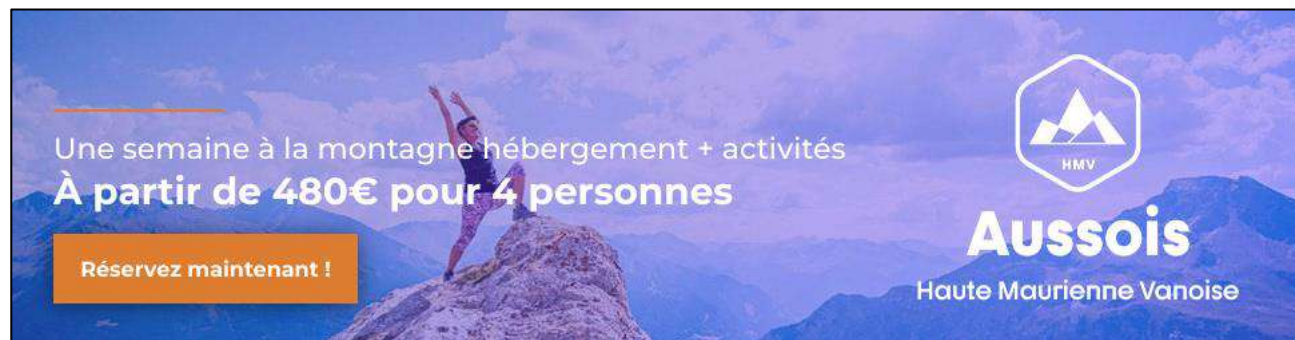 Une semaine à la montagne hébergement + activités
À partir de 480€ pour 4 personnes
Réservez maintenant !
HMV
Aussois
Haute Maurienne Vanoise